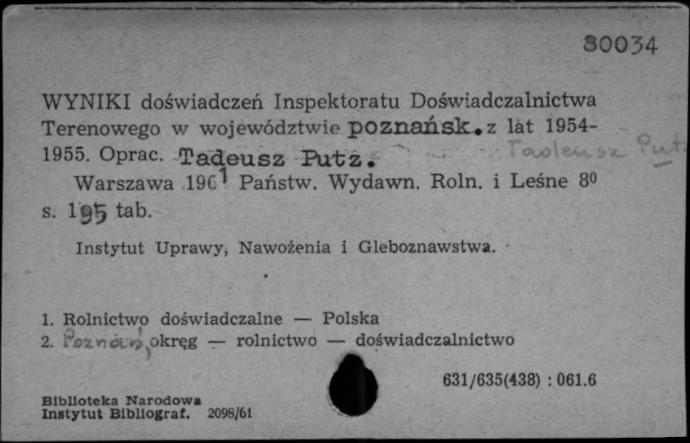 30034
WYNIKI doświadczeń Inspektoratu Doświadczalnictwa
Terenowego w województwie poznańsk. z lat 1954-
1955. Oprac. Tadeusz Putz. Tadeusz Putz
Warszawa 1961 Państw. Wydawn. Roln. i Leśne 8⁰
s. 195 tab.
Instytut Uprawy, Nawożenia i Gleboznawstwa.
1. Rolnictwo doświadczalne — Polska
2. Poznań, okręg — rolnictwo — doświadczalnictwo
631/635(438) : 061.6
Biblioteka Narodowa
Instytut Bibliograf. 2098/61